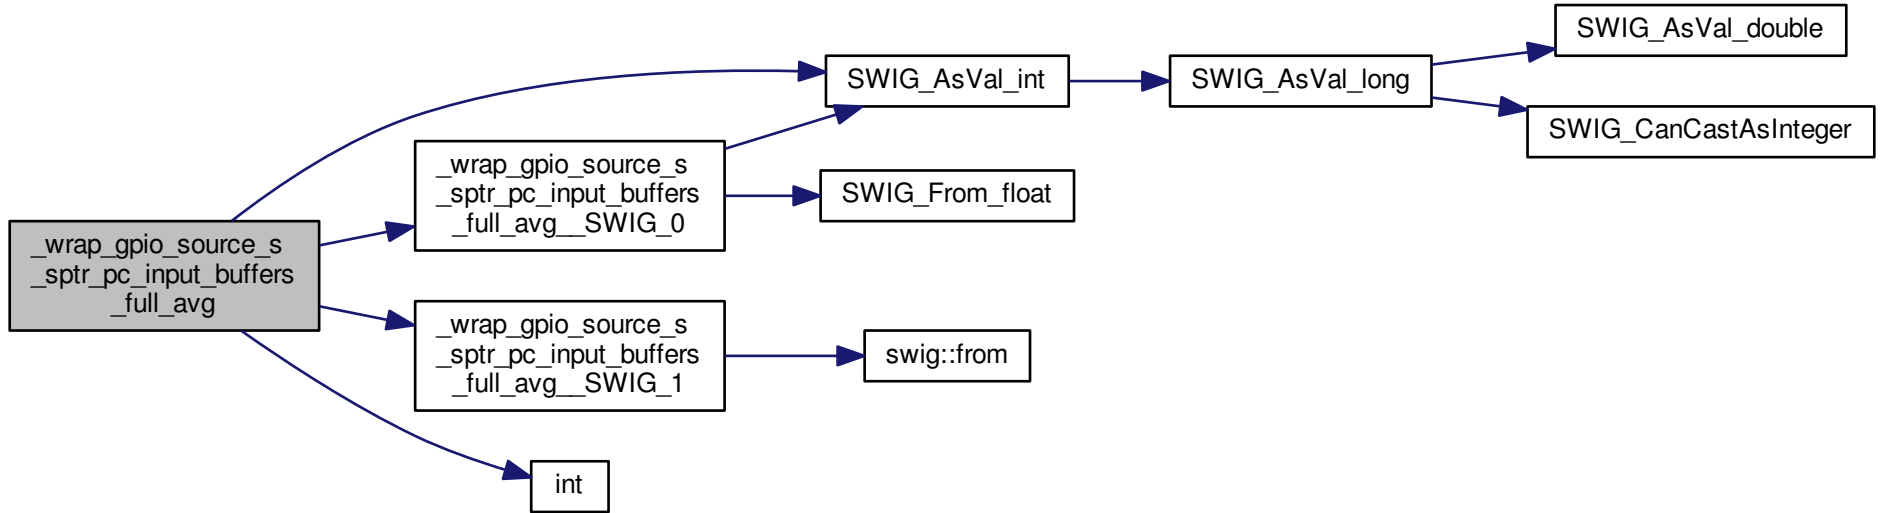 _wrap_gpio_source_s
_sptr_pc_input_buffers
_full_avg
_wrap_gpio_source_s
_sptr_pc_input_buffers
_full_avg__SWIG_0
_wrap_gpio_source_s
_sptr_pc_input_buffers
_full_avg__SWIG_1
int
SWIG_AsVal_int
SWIG_From_float
swig::from
SWIG_AsVal_long
SWIG_AsVal_double
SWIG_CanCastAsInteger